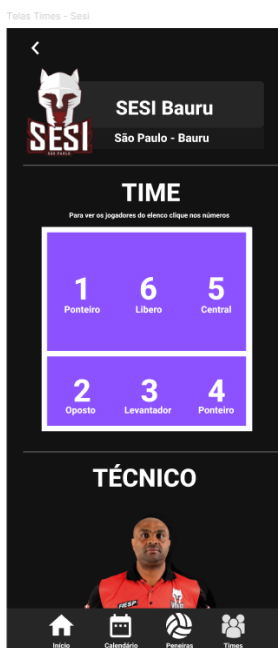 Telas Times - Sesi
SESI
SÃO PAULO
SESI Bauru
São Paulo - Bauru
TIME
Para ver os jogadores do elenco clique nos números
1 6 5
Ponteiro Libero Central
2 3 4
Oposto Levantador Ponteiro
TÉCNICO
FIESP
Início Calendário Peneiras Times